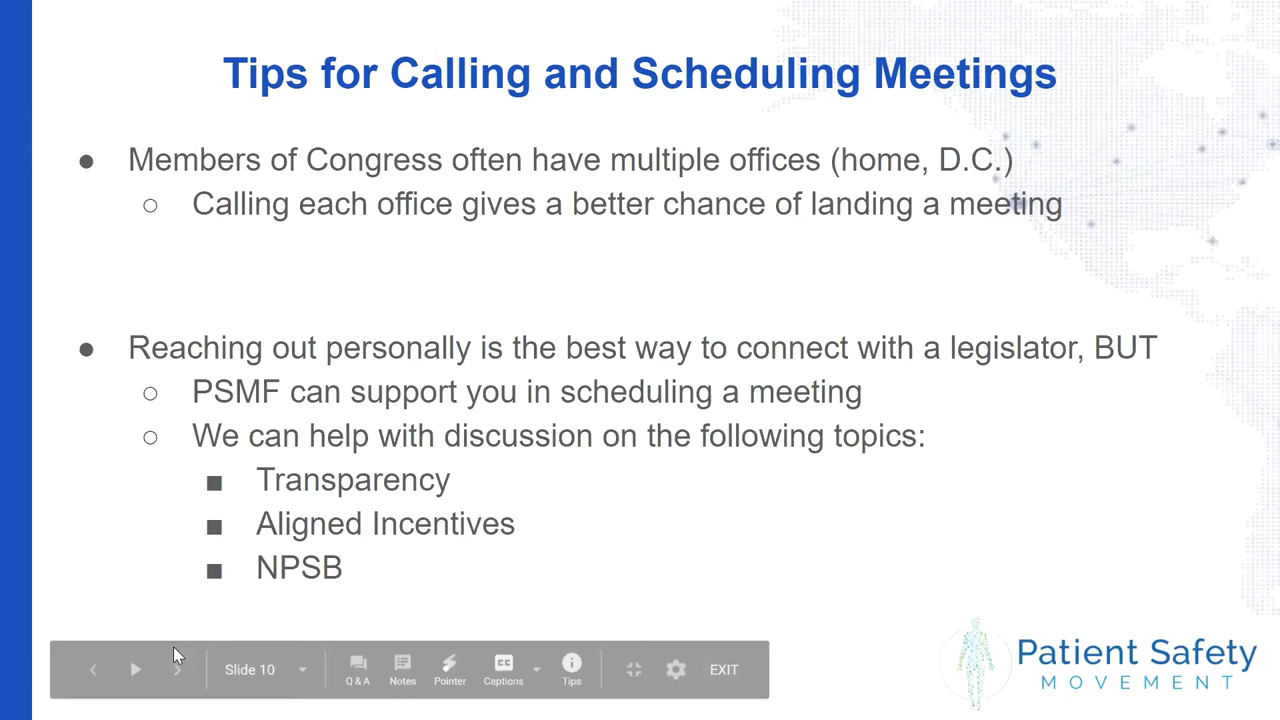 Tips for Calling and Scheduling Meetings
● Members of Congress often have multiple offices (home, D.C.)
○ Calling each office gives a better chance of landing a meeting
● Reaching out personally is the best way to connect with a legislator, BUT
○ PSMF can support you in scheduling a meeting
○ We can help with discussion on the following topics:
■ Transparency
■ Aligned Incentives
■ NPSB
Slide 10
Q & A
Notes
Pointer
CC
Captions
Tips
EXIT
Patient Safety
MOVEMENT